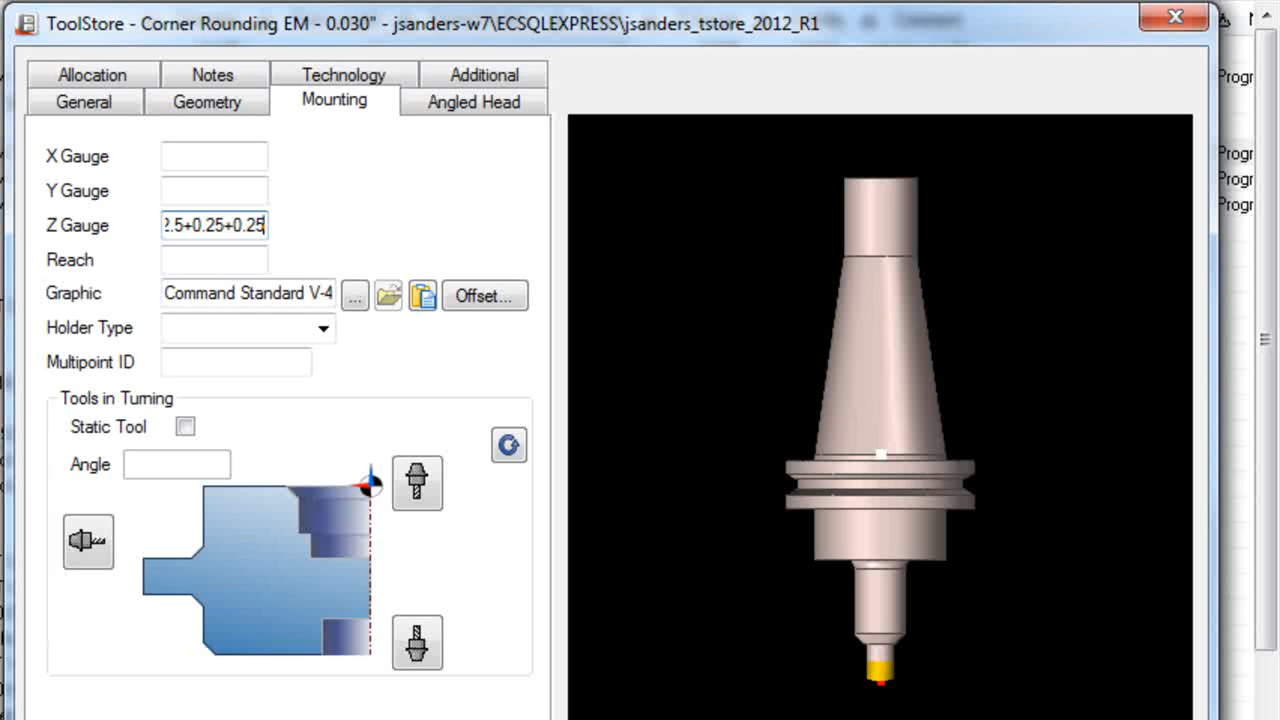 ToolStore - Corner Rounding EM - 0.030" - jsanders-w7\ECSQLEXPRESS\jsanders_tstore_2012_R1
Allocation Notes Technology Additional
General Geometry Mounting Angled Head
X Gauge
Y Gauge
Z Gauge 2.5+0.25+0.25
Reach
Graphic Command Standard V-4 ... Offset...
Holder Type
Multipoint ID
Tools in Turning
Static Tool
Angle
Progr
Progr
Progr
Progr